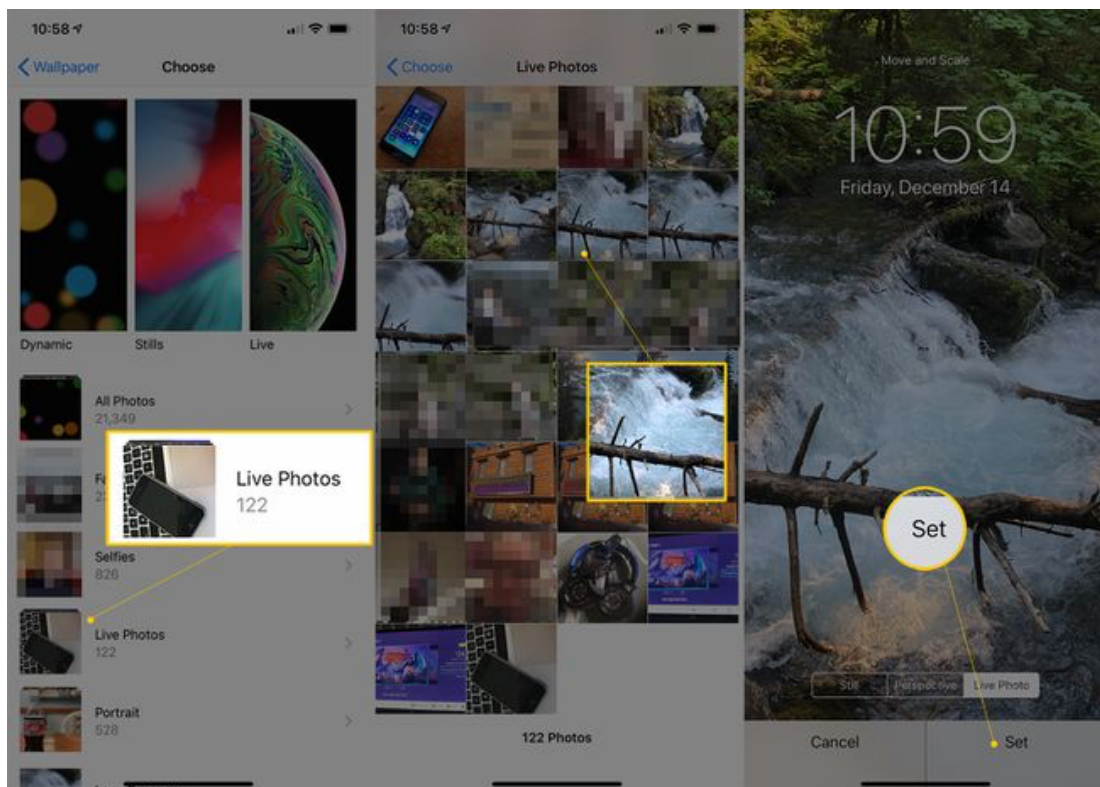 10:58
Wallpaper
Choose
Dynamic
Stills
Live
All Photos
21,349
Live Photos
122
Selfies
826
Live Photos
122
Portrait
528
10:58
Choose
Live Photos
122 Photos
Move and Scale
10:59
Friday, December 14
Set
Still
Perspective
Live Photo
Cancel
Set